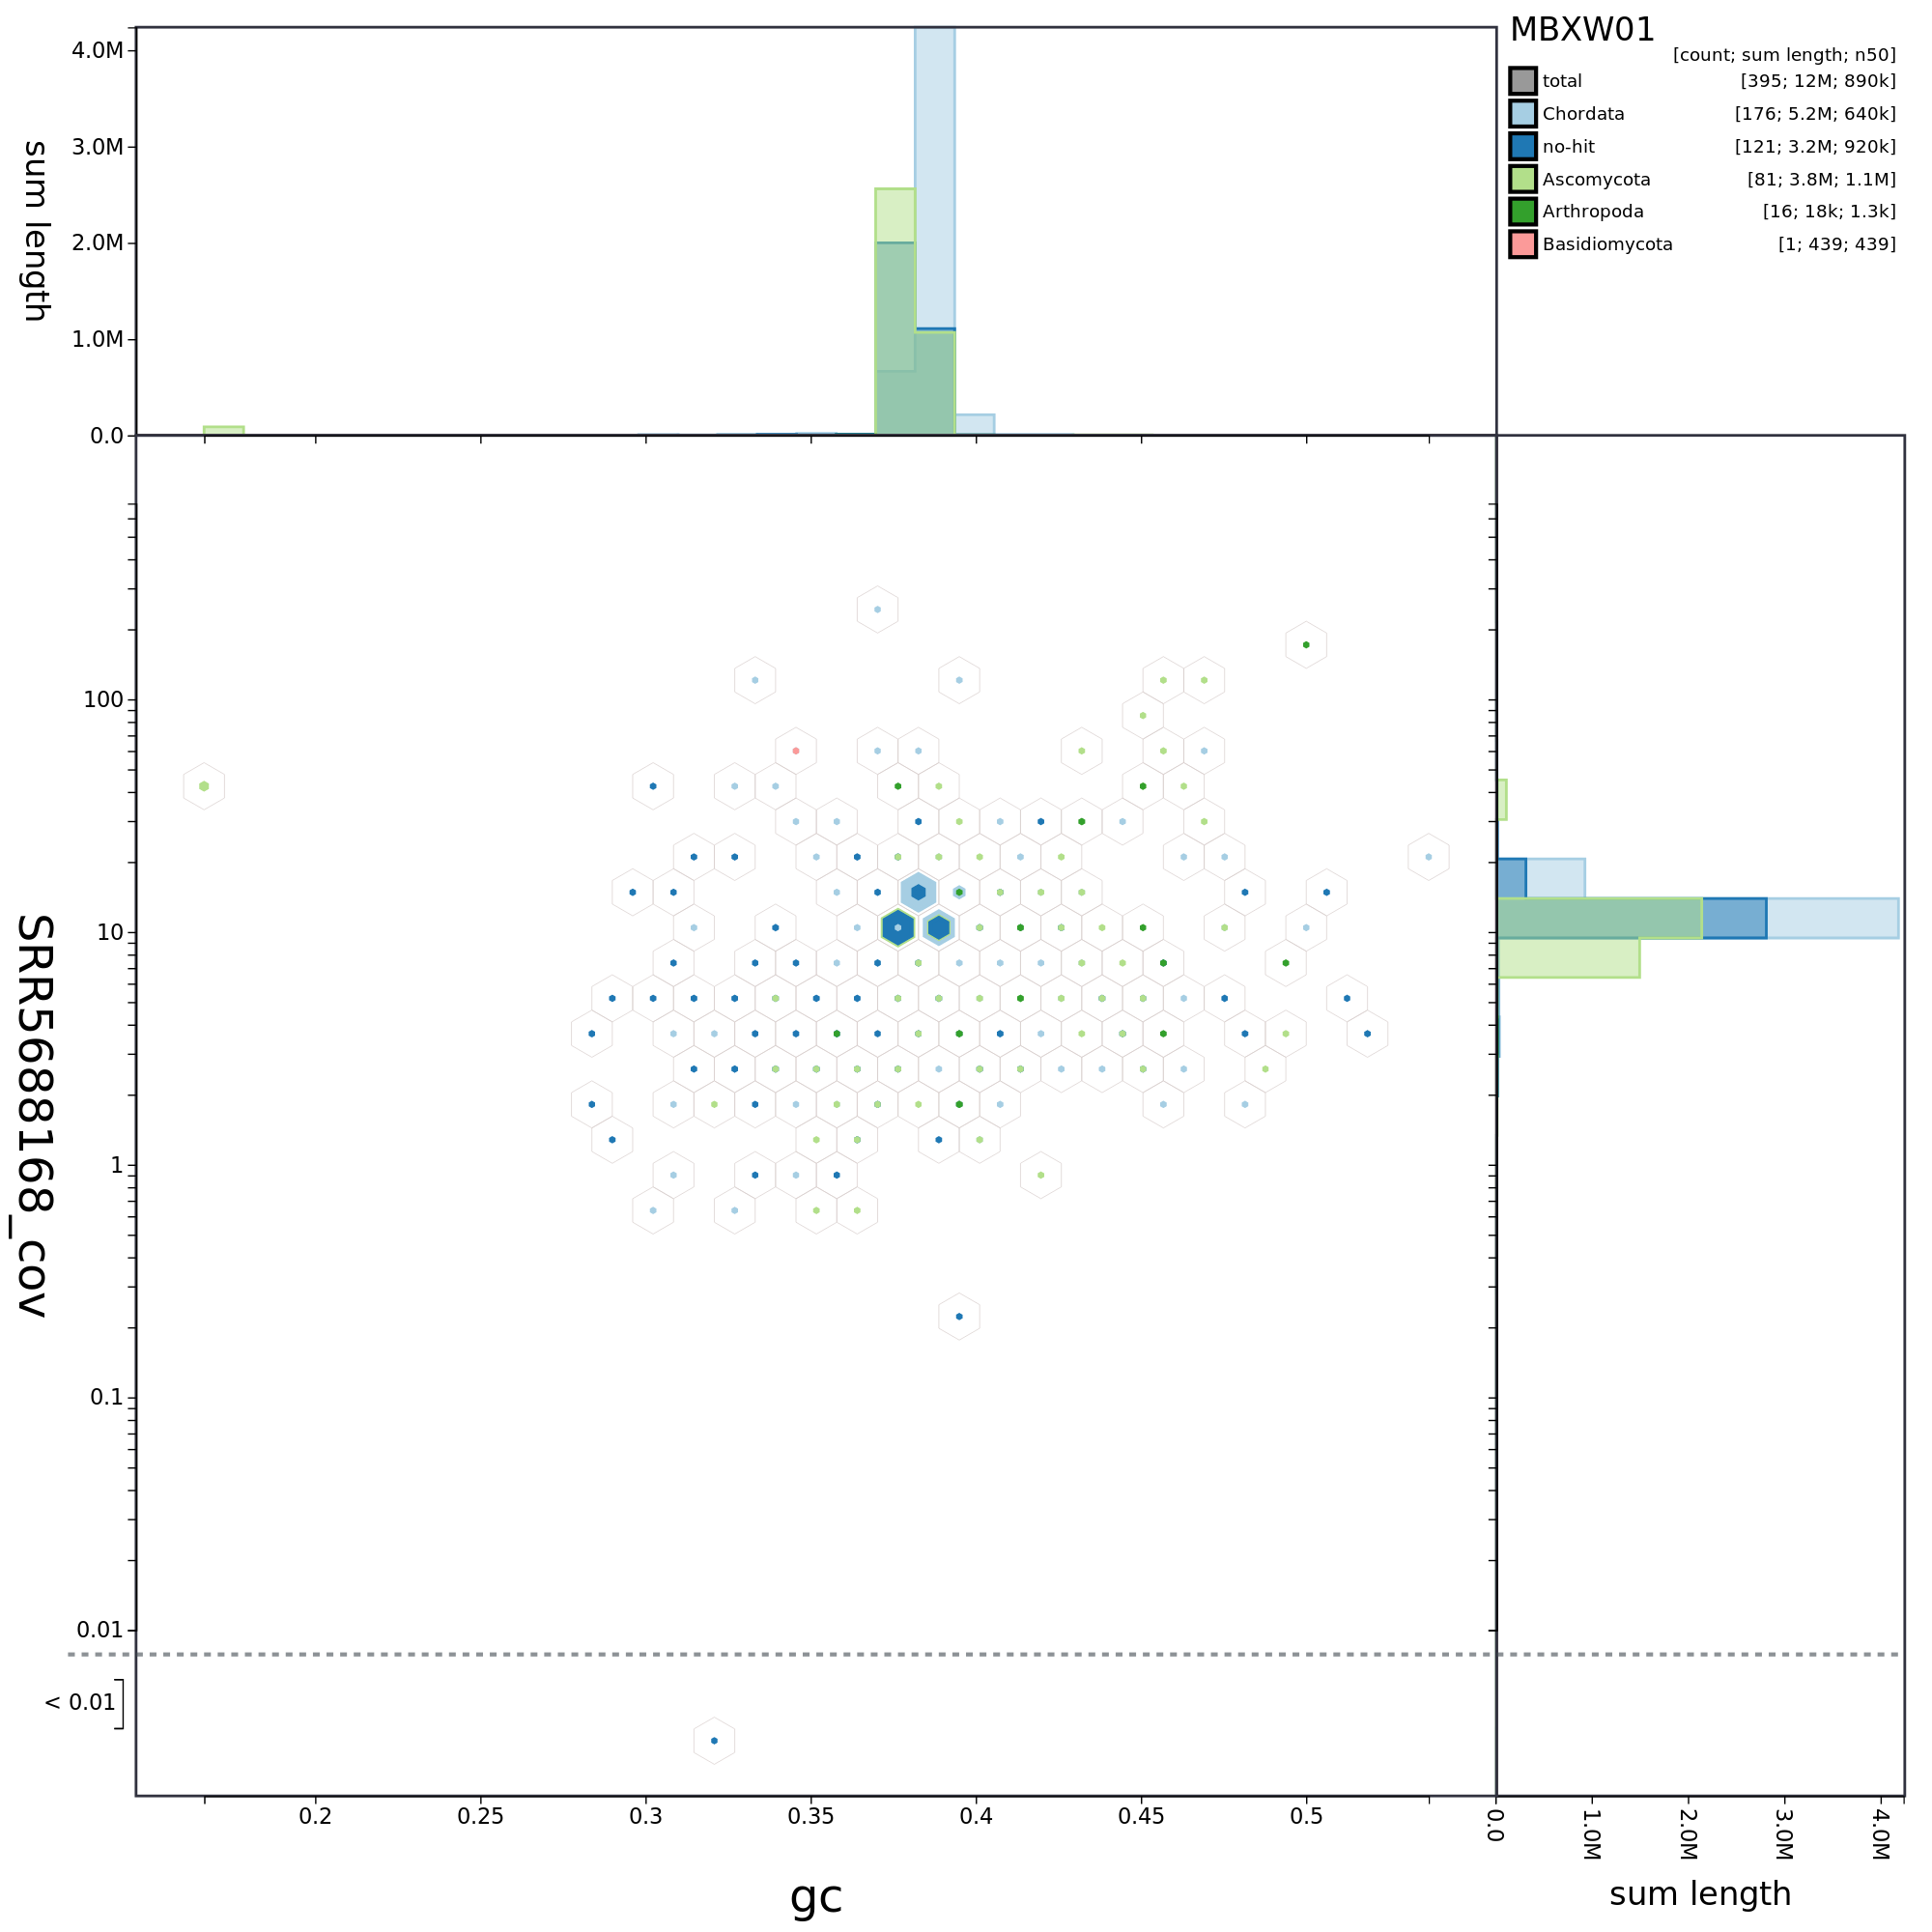 MBXW01
[count; sum length; n50]
total [395; 12M; 890k]
Chordata [176; 5.2M; 640k]
no-hit [121; 3.2M; 920k]
Ascomycota [81; 3.8M; 1.1M]
Arthropoda [16; 18k; 1.3k]
Basidiomycota [1; 439; 439]
sum length
4.0M
3.0M
2.0M
1.0M
0.0
SRR5688168_cov
100
10
1
0.1
0.01
< 0.01
0.2 0.25 0.3 0.35 0.4 0.45 0.5
gc
0.0 1.0M 2.0M 3.0M 4.0M
sum length